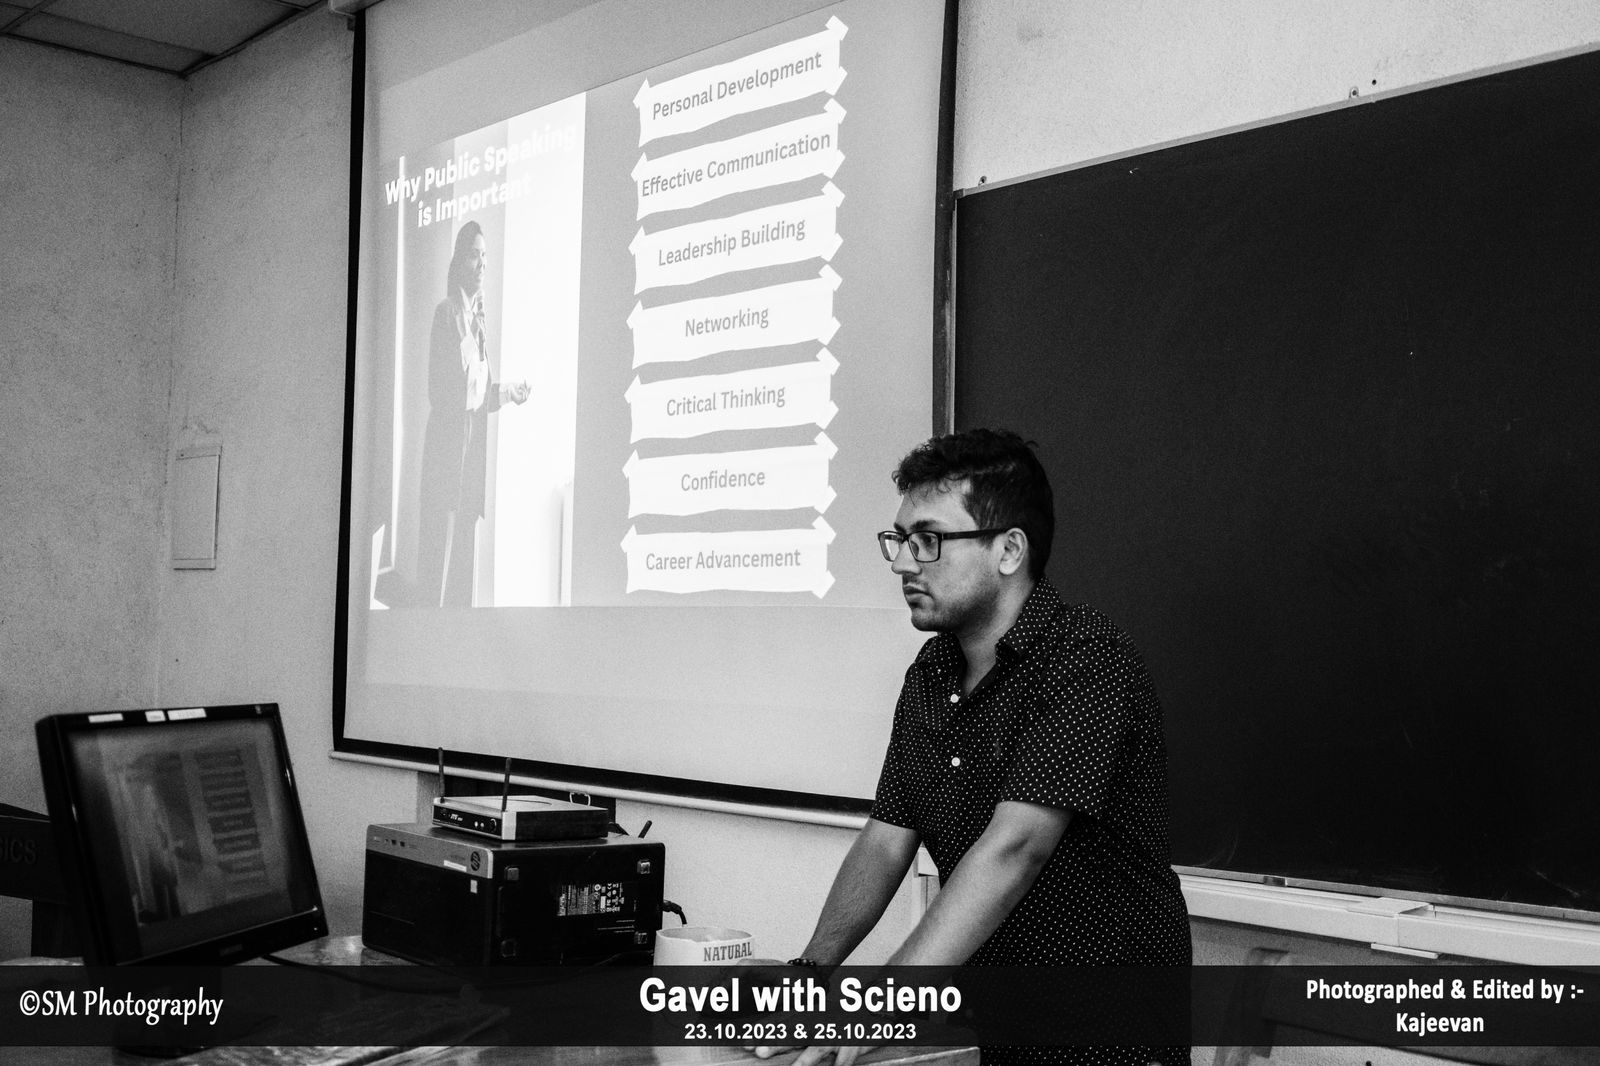 Why Public Speaking
is Important
Personal Development
Effective Communication
Leadership Building
Networking
Critical Thinking
Confidence
Career Advancement
NATURAL
©SM Photography
Gavel with Scieno
23.10.2023 & 25.10.2023
Photographed & Edited by :-
Kajeevan